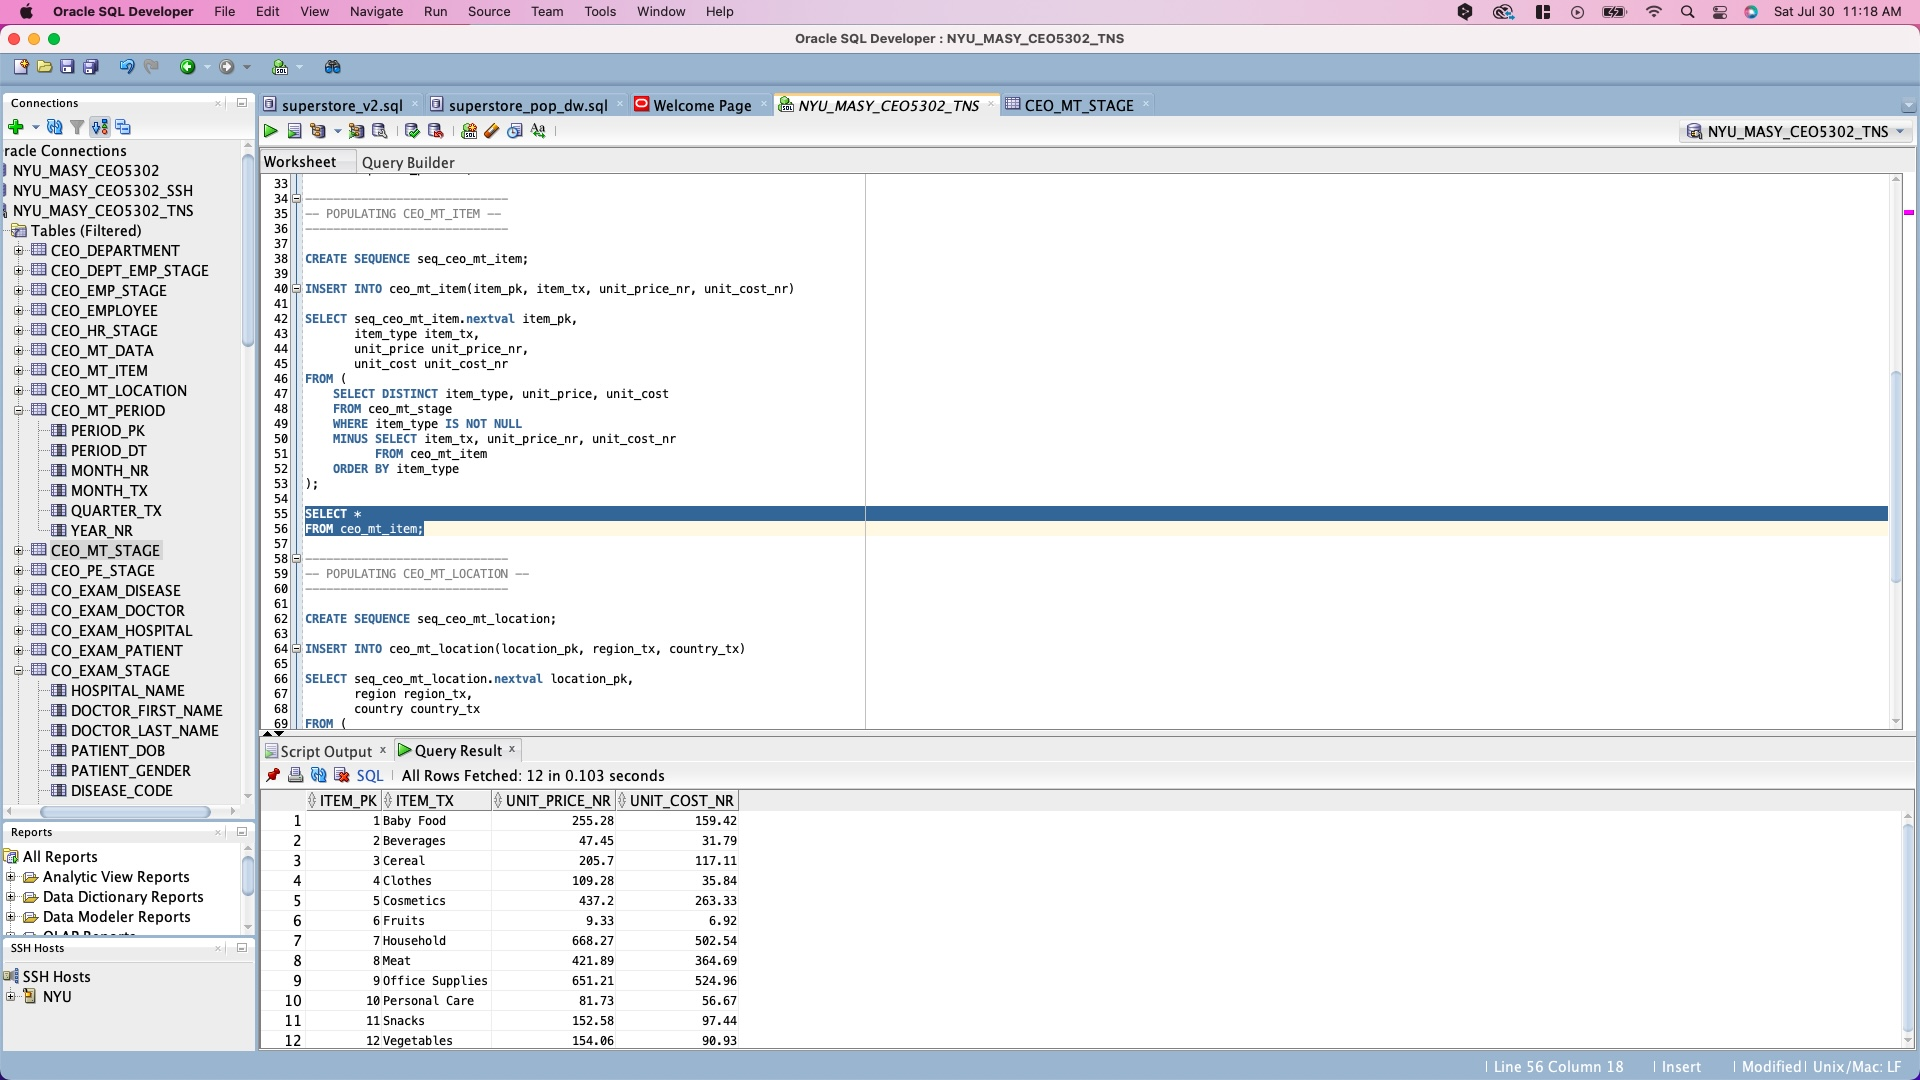 Oracle SQL Developer File Edit View Navigate Run Source Team Tools Window Help Sat Jul 30 11:18 AM
Oracle SQL Developer : NYU_MASY_CEO5302_TNS
Connections
racle Connections
NYU_MASY_CEO5302
NYU_MASY_CEO5302_SSH
NYU_MASY_CEO5302_TNS
Tables (Filtered)
CEO_DEPARTMENT
CEO_DEPT_EMP_STAGE
CEO_EMP_STAGE
CEO_EMPLOYEE
CEO_HR_STAGE
CEO_MT_DATA
CEO_MT_ITEM
CEO_MT_LOCATION
CEO_MT_PERIOD
PERIOD_PK
PERIOD_DT
MONTH_NR
MONTH_TX
QUARTER_TX
YEAR_NR
CEO_MT_STAGE
CEO_PE_STAGE
CO_EXAM_DISEASE
CO_EXAM_DOCTOR
CO_EXAM_HOSPITAL
CO_EXAM_PATIENT
CO_EXAM_STAGE
HOSPITAL_NAME
DOCTOR_FIRST_NAME
DOCTOR_LAST_NAME
PATIENT_DOB
PATIENT_GENDER
DISEASE_CODE
Reports
All Reports
Analytic View Reports
Data Dictionary Reports
Data Modeler Reports
SSH Hosts
SSH Hosts
NYU
superstore_v2.sql superstore_pop_dw.sql Welcome Page NYU_MASY_CEO5302_TNS CEO_MT_STAGE
Aa NYU_MASY_CEO5302_TNS
Worksheet Query Builder
33
34 ------------------------------
35 -- POPULATING CEO_MT_ITEM --
36 ------------------------------
37
38 CREATE SEQUENCE seq_ceo_mt_item;
39
40 INSERT INTO ceo_mt_item(item_pk, item_tx, unit_price_nr, unit_cost_nr)
41
42 SELECT seq_ceo_mt_item.nextval item_pk,
43 item_type item_tx,
44 unit_price unit_price_nr,
45 unit_cost unit_cost_nr
46 FROM (
47 SELECT DISTINCT item_type, unit_price, unit_cost
48 FROM ceo_mt_stage
49 WHERE item_type IS NOT NULL
50 MINUS SELECT item_tx, unit_price_nr, unit_cost_nr
51 FROM ceo_mt_item
52 ORDER BY item_type
53 );
54
55 SELECT *
56 FROM ceo_mt_item;
57
58 ------------------------------
59 -- POPULATING CEO_MT_LOCATION --
60 ------------------------------
61
62 CREATE SEQUENCE seq_ceo_mt_location;
63
64 INSERT INTO ceo_mt_location(location_pk, region_tx, country_tx)
65
66 SELECT seq_ceo_mt_location.nextval location_pk,
67 region region_tx,
68 country country_tx
69 FROM (
Script Output Query Result
SQL All Rows Fetched: 12 in 0.103 seconds
ITEM_PK ITEM_TX UNIT_PRICE_NR UNIT_COST_NR
1 1 Baby Food 255.28 159.42
2 2 Beverages 47.45 31.79
3 3 Cereal 205.7 117.11
4 4 Clothes 109.28 35.84
5 5 Cosmetics 437.2 263.33
6 6 Fruits 9.33 6.92
7 7 Household 668.27 502.54
8 8 Meat 421.89 364.69
9 9 Office Supplies 651.21 524.96
10 10 Personal Care 81.73 56.67
11 11 Snacks 152.58 97.44
12 12 Vegetables 154.06 90.93
Line 56 Column 18 Insert Modified Unix/Mac: LF